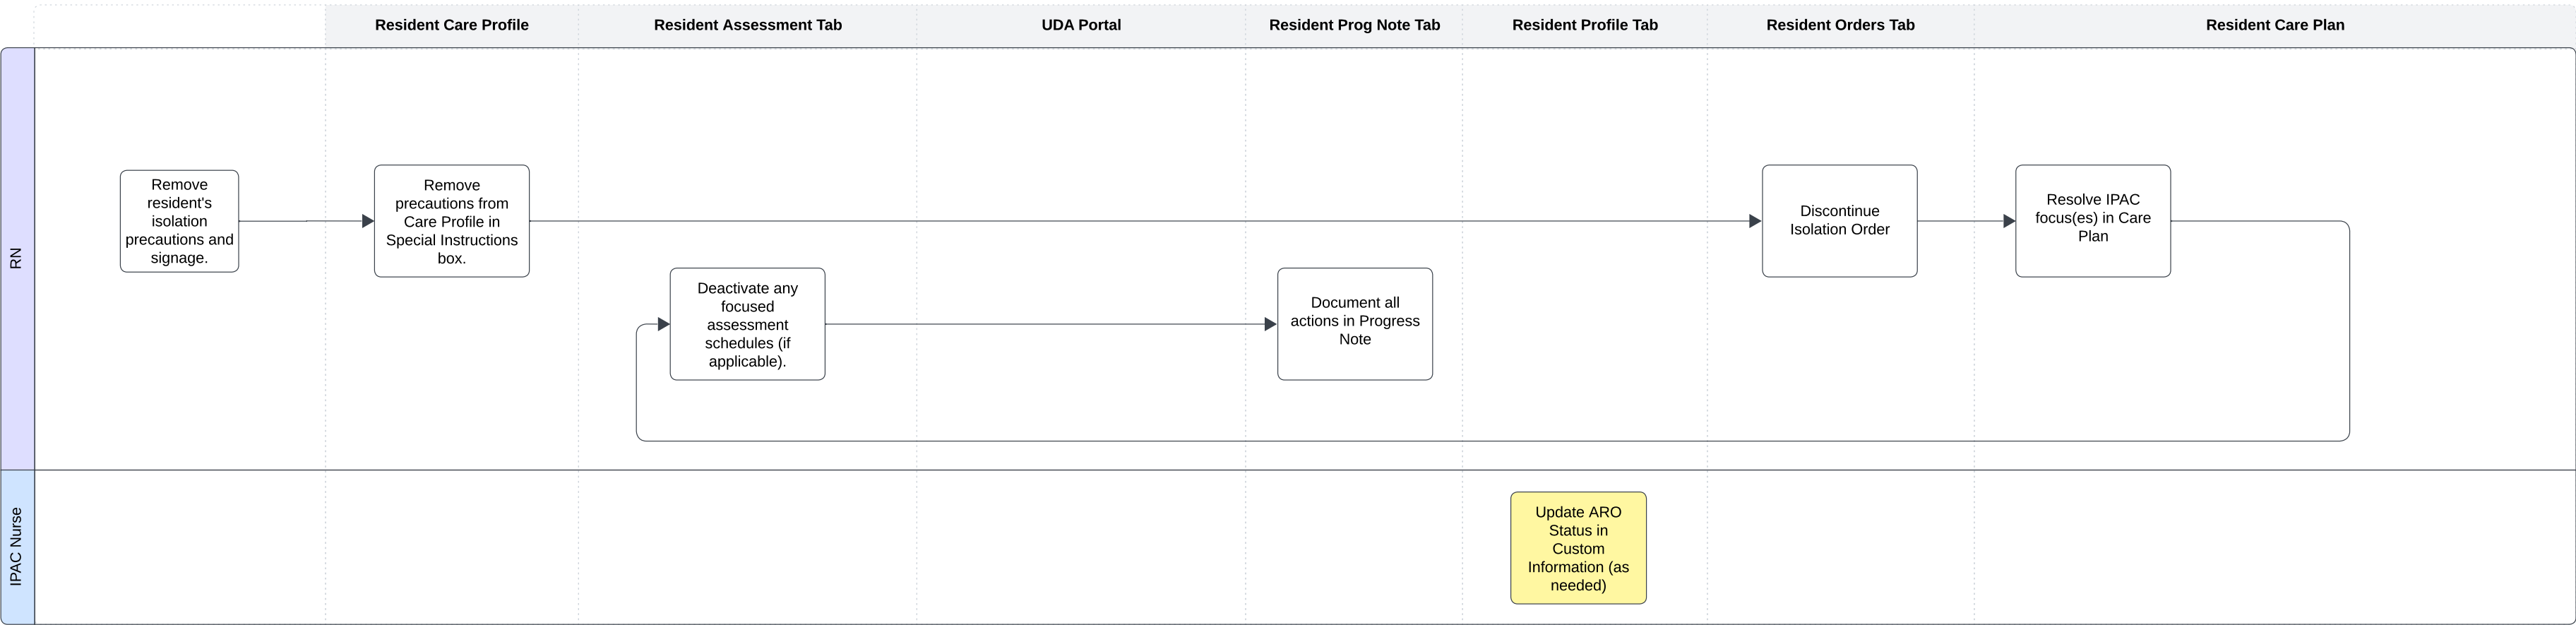 Resident Care Profile
Resident Assessment Tab
UDA Portal
Resident Prog Note Tab
Resident Profile Tab
Resident Orders Tab
Resident Care Plan
RN
Remove
resident's
isolation
precautions and
signage.
Remove
precautions from
Care Profile in
Special Instructions
box.
Discontinue
Isolation Order
Resolve IPAC
focus(es) in Care
Plan
Deactivate any
focused
assessment
schedules (if
applicable).
Document all
actions in Progress
Note
IPAC Nurse
Update ARO
Status in
Custom
Information (as
needed)